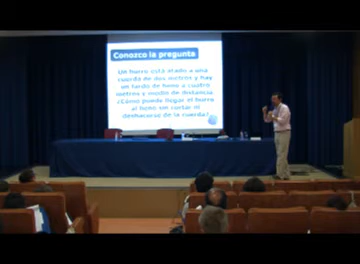 Conozco la pregunta
Un burro está atado a una
cuerda de dos metros y hay
un fardo de heno a cuatro
metros y medio de distancia
¿Cómo puede llegar el burro
al heno sin cortar ni
deshacerse de la cuerda?